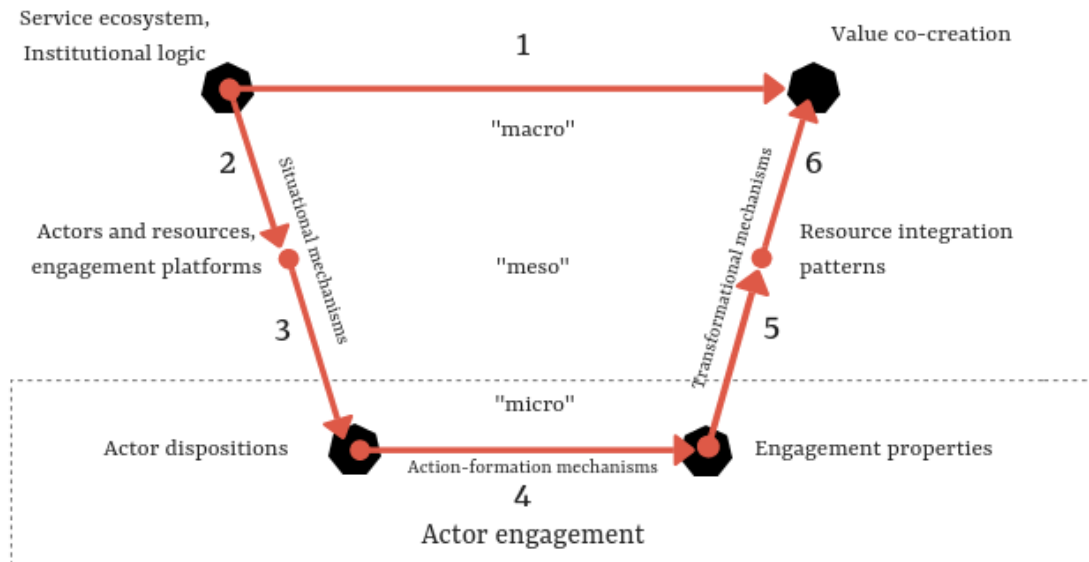 Service ecosystem,
Institutional logic
1
Value co-creation
"macro"
2
Situational mechanisms
Transformational mechanisms
6
Actors and resources,
engagement platforms
"meso"
Resource integration
patterns
3
5
"micro"
Actor dispositions
Action-formation mechanisms
Engagement properties
4
Actor engagement